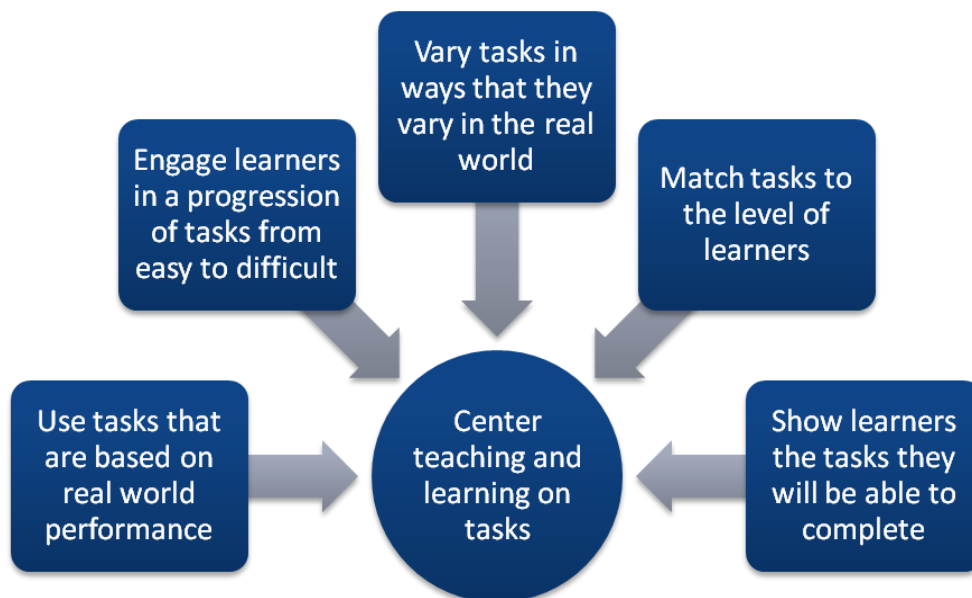 Use tasks that
are based on
real world
performance
Engage learners
in a progression
of tasks from
easy to difficult
Vary tasks in
ways that they
vary in the real
world
Match tasks to
the level of
learners
Show learners
the tasks they
will be able to
complete
Center
teaching and
learning on
tasks